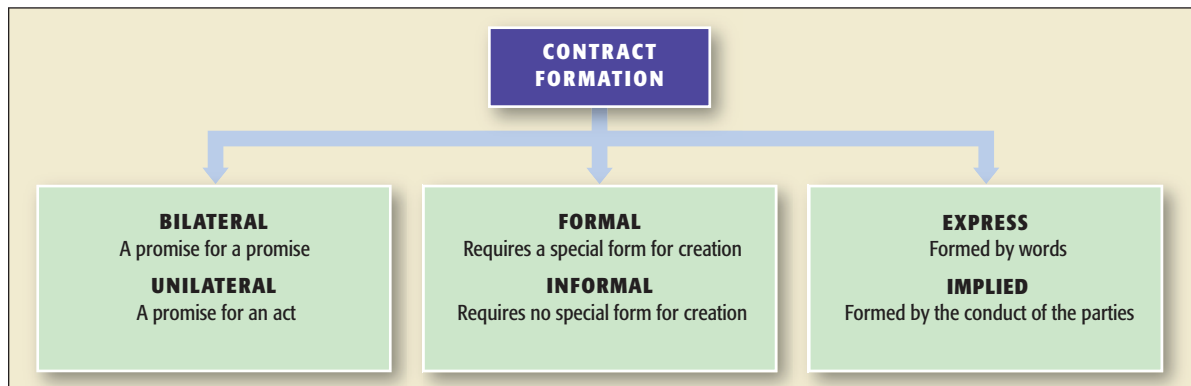 CONTRACT
FORMATION
BILATERAL
A promise for a promise
UNILATERAL
A promise for an act
FORMAL
Requires a special form for creation
INFORMAL
Requires no special form for creation
EXPRESS
Formed by words
IMPLIED
Formed by the conduct of the parties